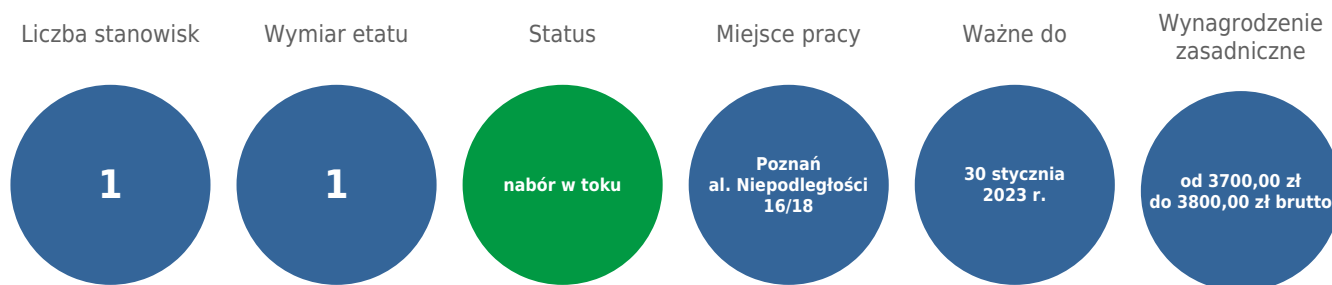 Liczba stanowisk
1
Wymiar etatu
1
Status
nabór w toku
Miejsce pracy
Poznań
al. Niepodległości
16/18
Ważne do
30 stycznia
2023 r.
Wynagrodzenie
zasadniczne
od 3700,00 zł
do 3800,00 zł brutto